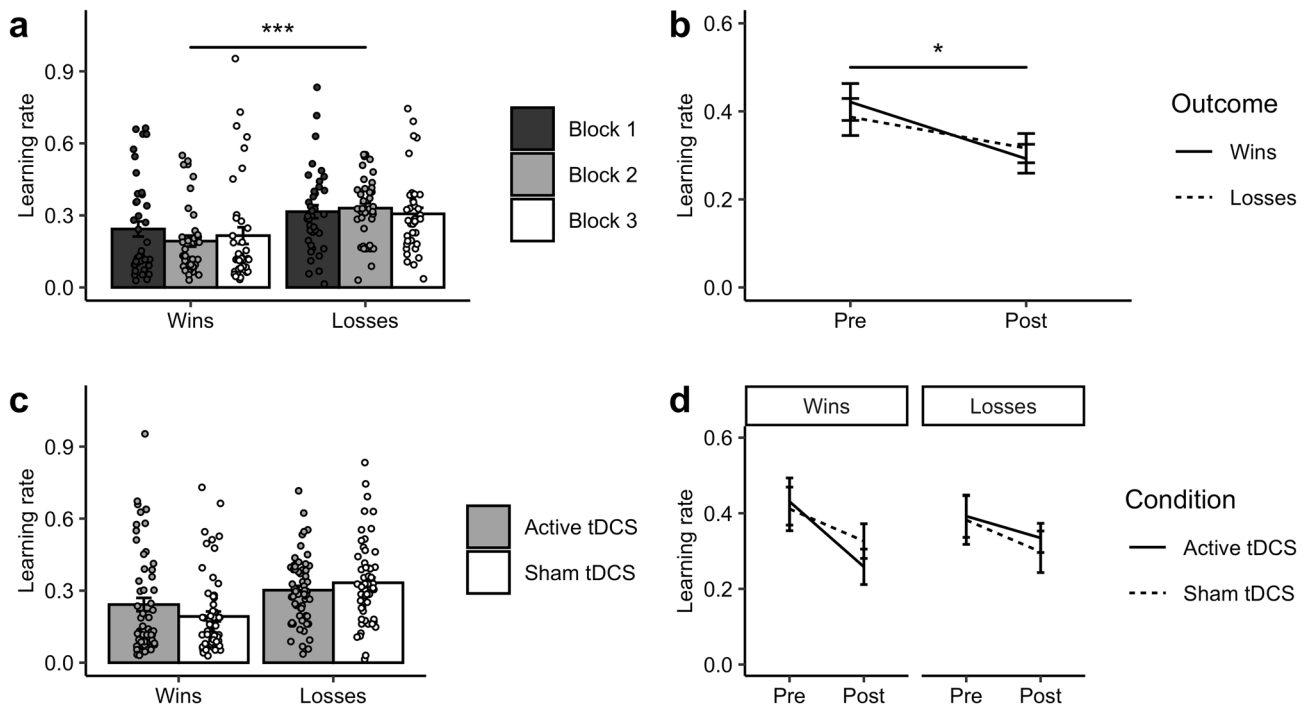 a
***
Learning rate
0.9
0.6
0.3
0.0
Wins
Losses
Block 1
Block 2
Block 3
b
*
Learning rate
0.6
0.4
0.2
0.0
Pre
Post
Outcome
Wins
Losses
c
Learning rate
0.9
0.6
0.3
0.0
Wins
Losses
Active tDCS
Sham tDCS
d
Wins
Losses
Learning rate
0.6
0.4
0.2
0.0
Pre
Post
Pre
Post
Condition
Active tDCS
Sham tDCS